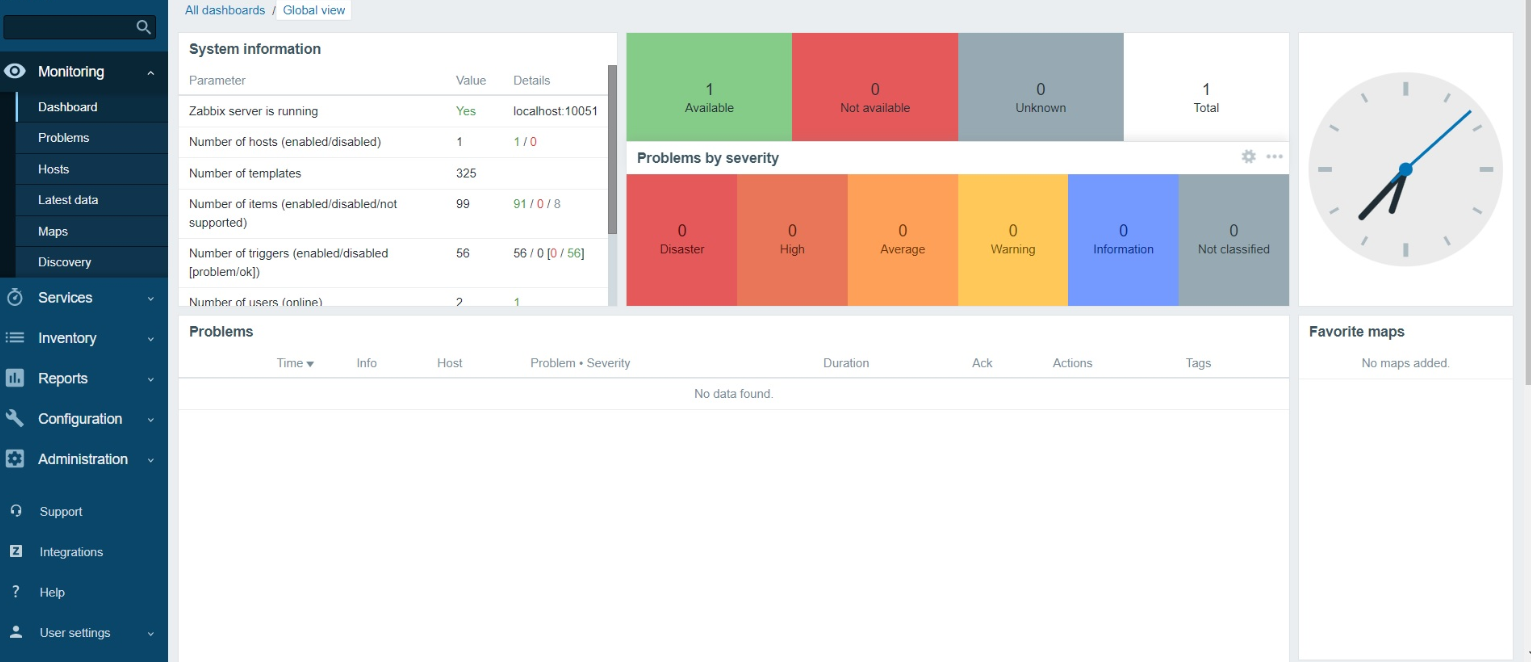 All dashboards / Global view
Monitoring
Dashboard
Problems
Hosts
Latest data
Maps
Discovery
Services
Inventory
Reports
Configuration
Administration
Support
Z Integrations
? Help
User settings
System information
Parameter Value Details
Zabbix server is running Yes localhost:10051
Number of hosts (enabled/disabled) 1 1 / 0
Number of templates 325
Number of items (enabled/disabled/not 99 91 / 0 / 8
supported)
Number of triggers (enabled/disabled 56 56 / 0 [0 / 56]
[problem/ok])
Number of users (online) 2 1
1 0 0 1
Available Not available Unknown Total
Problems by severity
0 0 0 0 0 0
Disaster High Average Warning Information Not classified
Problems
Time Info Host Problem • Severity Duration Ack Actions Tags
No data found.
Favorite maps
No maps added.